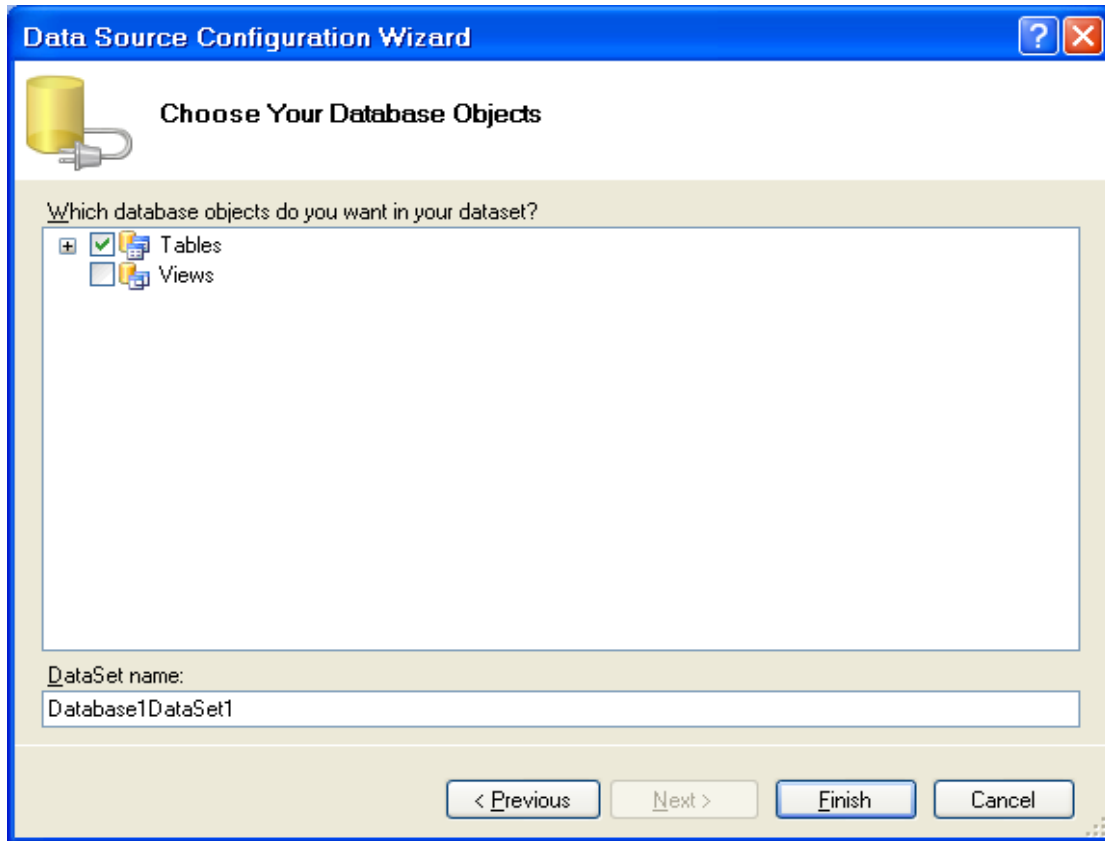 Data Source Configuration Wizard
Choose Your Database Objects
Which database objects do you want in your dataset?
Tables
Views
DataSet name:
Database1DataSet1
< Previous Next > Finish Cancel